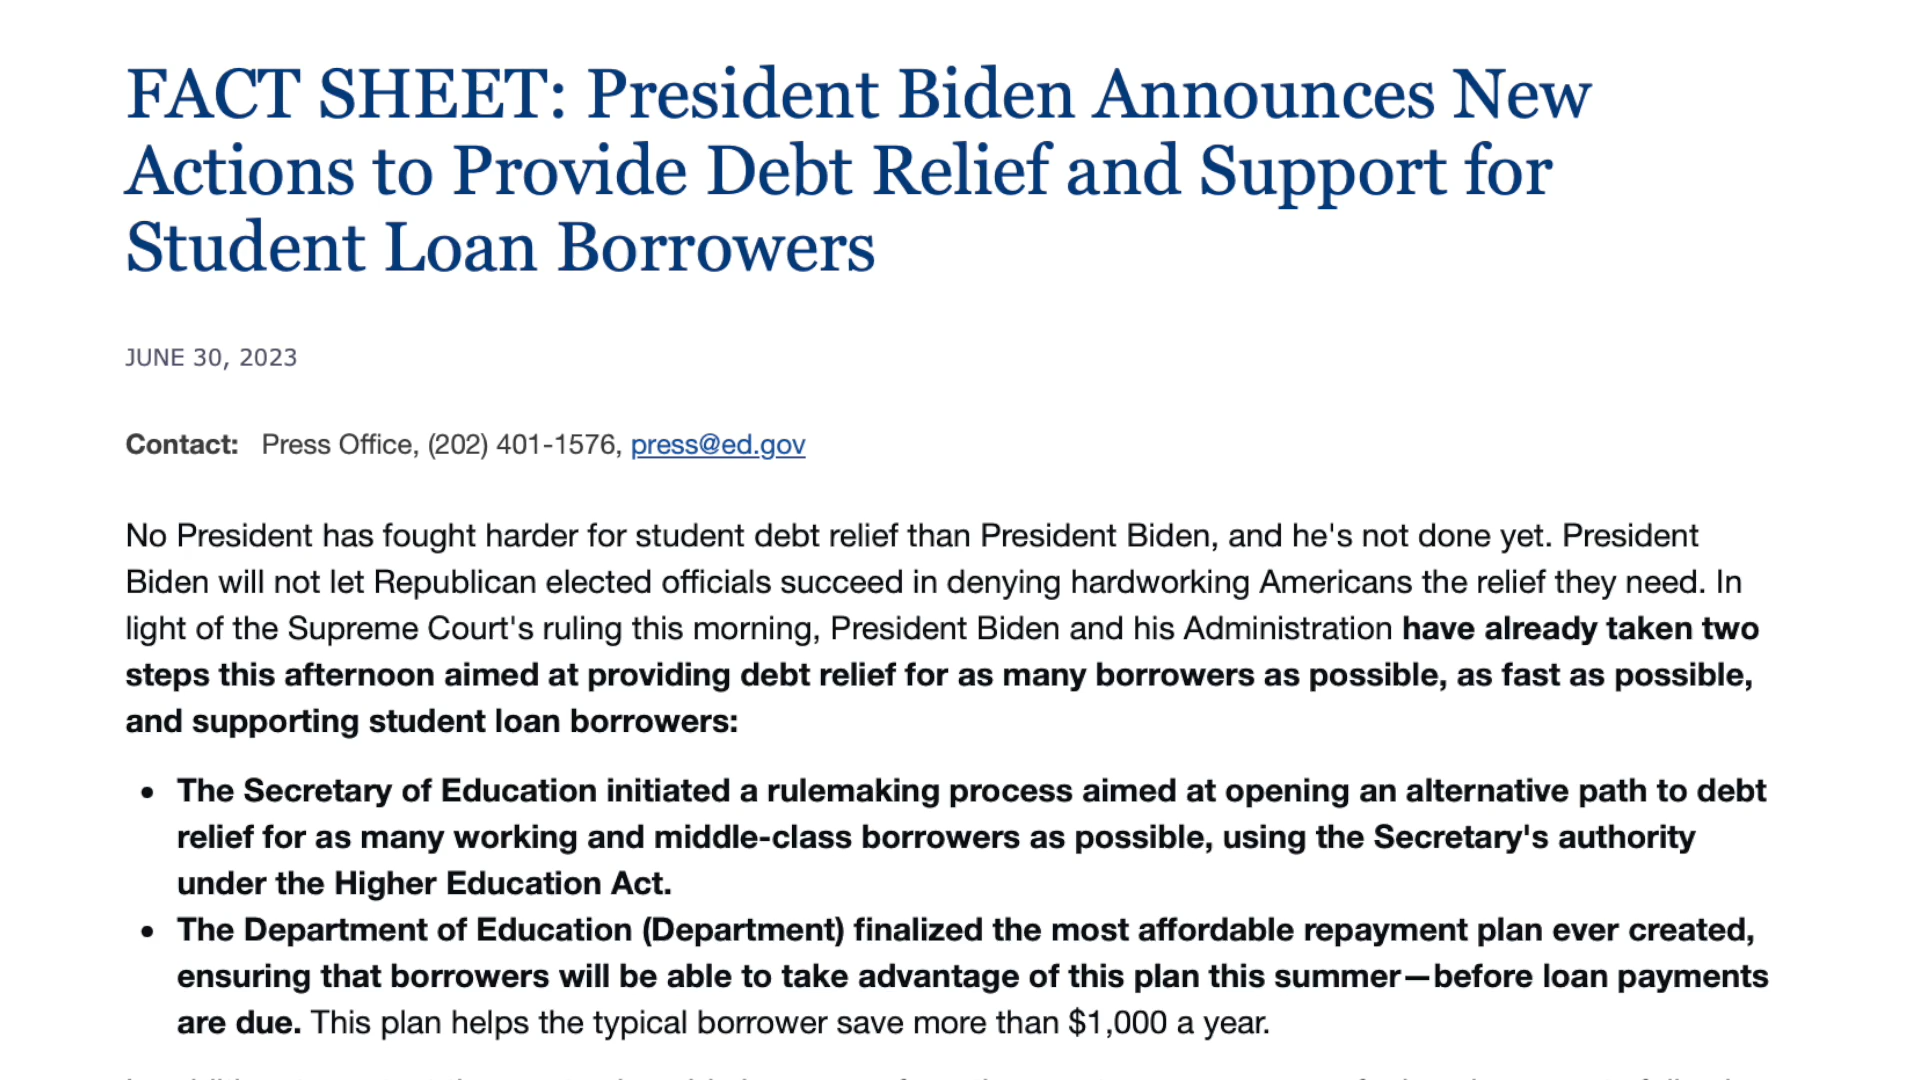 FACT SHEET: President Biden Announces New
Actions to Provide Debt Relief and Support for
Student Loan Borrowers
JUNE 30, 2023
Contact: Press Office, (202) 401-1576, press@ed.gov
No President has fought harder for student debt relief than President Biden, and he's not done yet. President
Biden will not let Republican elected officials succeed in denying hardworking Americans the relief they need. In
light of the Supreme Court's ruling this morning, President Biden and his Administration have already taken two
steps this afternoon aimed at providing debt relief for as many borrowers as possible, as fast as possible,
and supporting student loan borrowers:
• The Secretary of Education initiated a rulemaking process aimed at opening an alternative path to debt
relief for as many working and middle-class borrowers as possible, using the Secretary's authority
under the Higher Education Act.
• The Department of Education (Department) finalized the most affordable repayment plan ever created,
ensuring that borrowers will be able to take advantage of this plan this summer—before loan payments
are due. This plan helps the typical borrower save more than $1,000 a year.